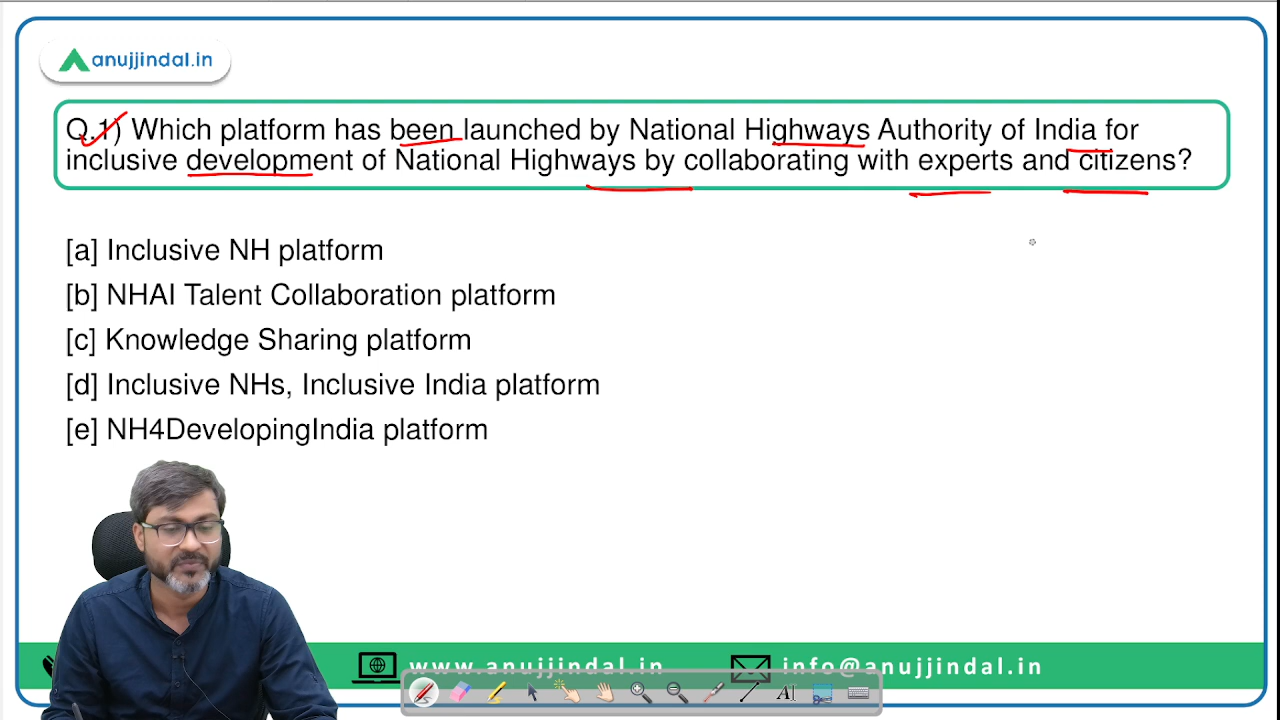 anujjindal.in
Q.1) Which platform has been launched by National Highways Authority of India for
inclusive development of National Highways by collaborating with experts and citizens?
[a] Inclusive NH platform
[b] NHAI Talent Collaboration platform
[c] Knowledge Sharing platform
[d] Inclusive NHs, Inclusive India platform
[e] NH4DevelopingIndia platform
www.anujjindal.in info@anujjindal.in
A